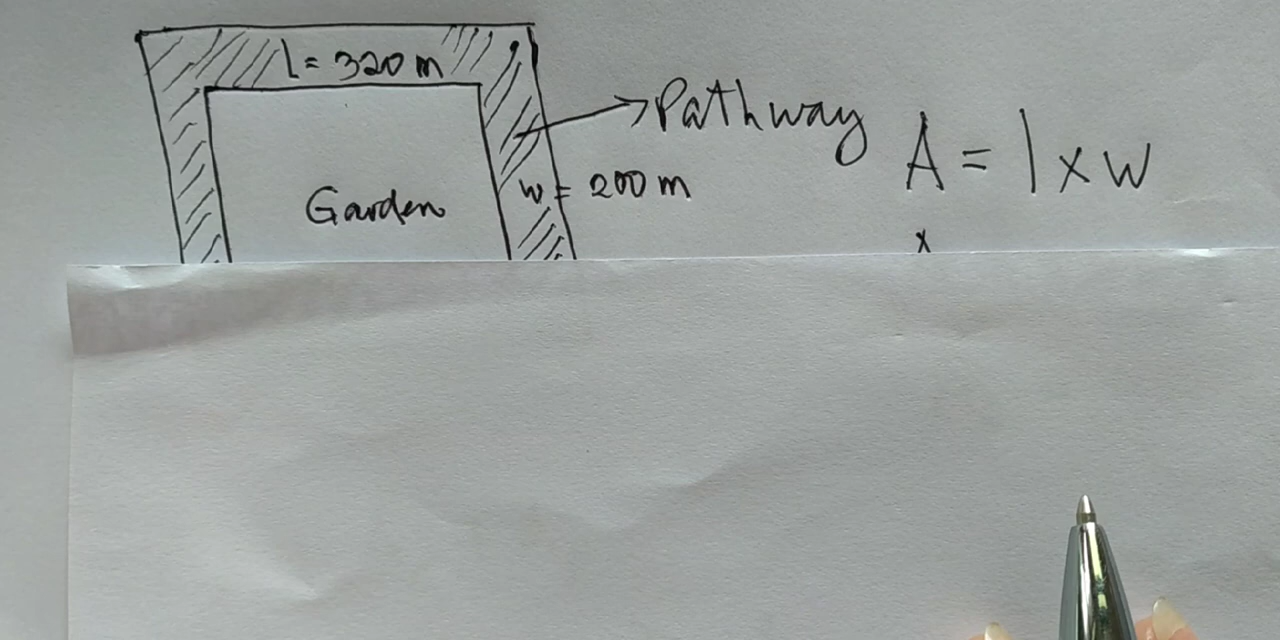 l = 320 m
Pathway
A = l x w
w = 200 m
Garden
x